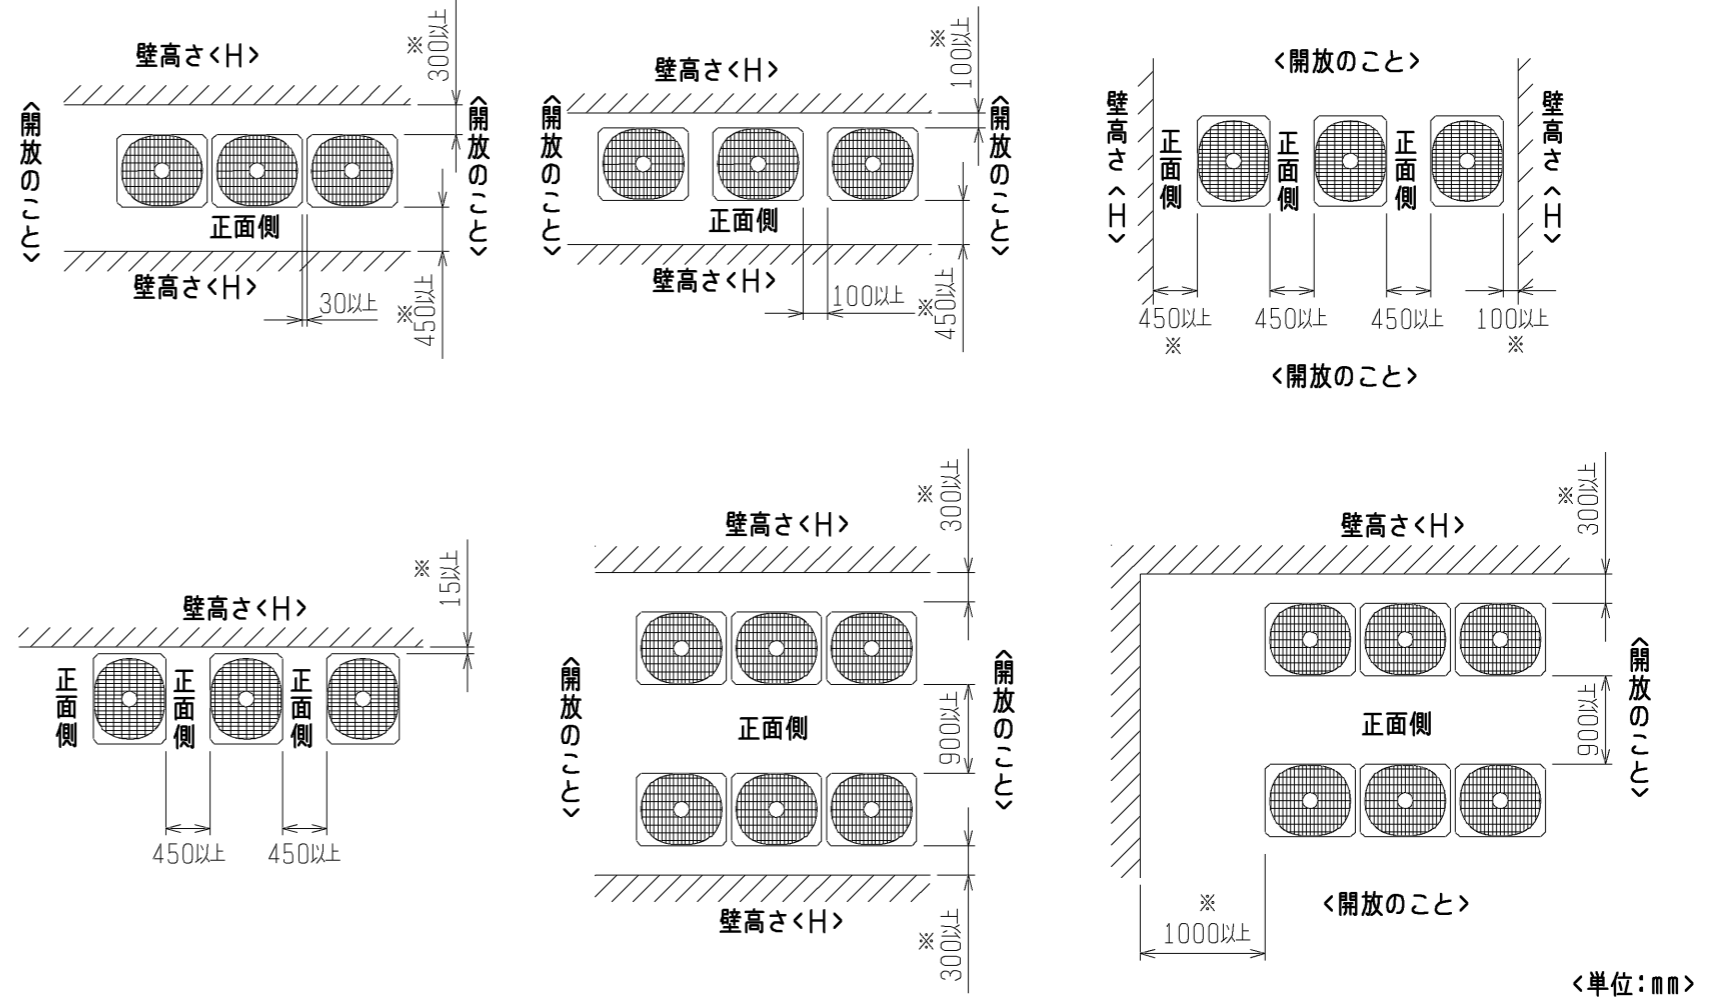 壁高さ<H>
※
300以上
<開放のこと>
<開放のこと>
正面側
壁高さ<H>
30以上
※
450以上
壁高さ<H>
※
100以上
<開放のこと>
<開放のこと>
正面側
壁高さ<H>
100以上
※
450以上
<開放のこと>
壁高さ<H>
正面側
正面側
正面側
壁高さ<H>
450以上
450以上
450以上
100以上
※
※
<開放のこと>
※
15以上
壁高さ<H>
正面側
正面側
正面側
450以上
450以上
※
300以上
壁高さ<H>
<開放のこと>
<開放のこと>
正面側
900以上
壁高さ<H>
※
300以上
※
300以上
壁高さ<H>
<開放のこと>
正面側
900以上
※
1000以上
<開放のこと>
<単位:mm>